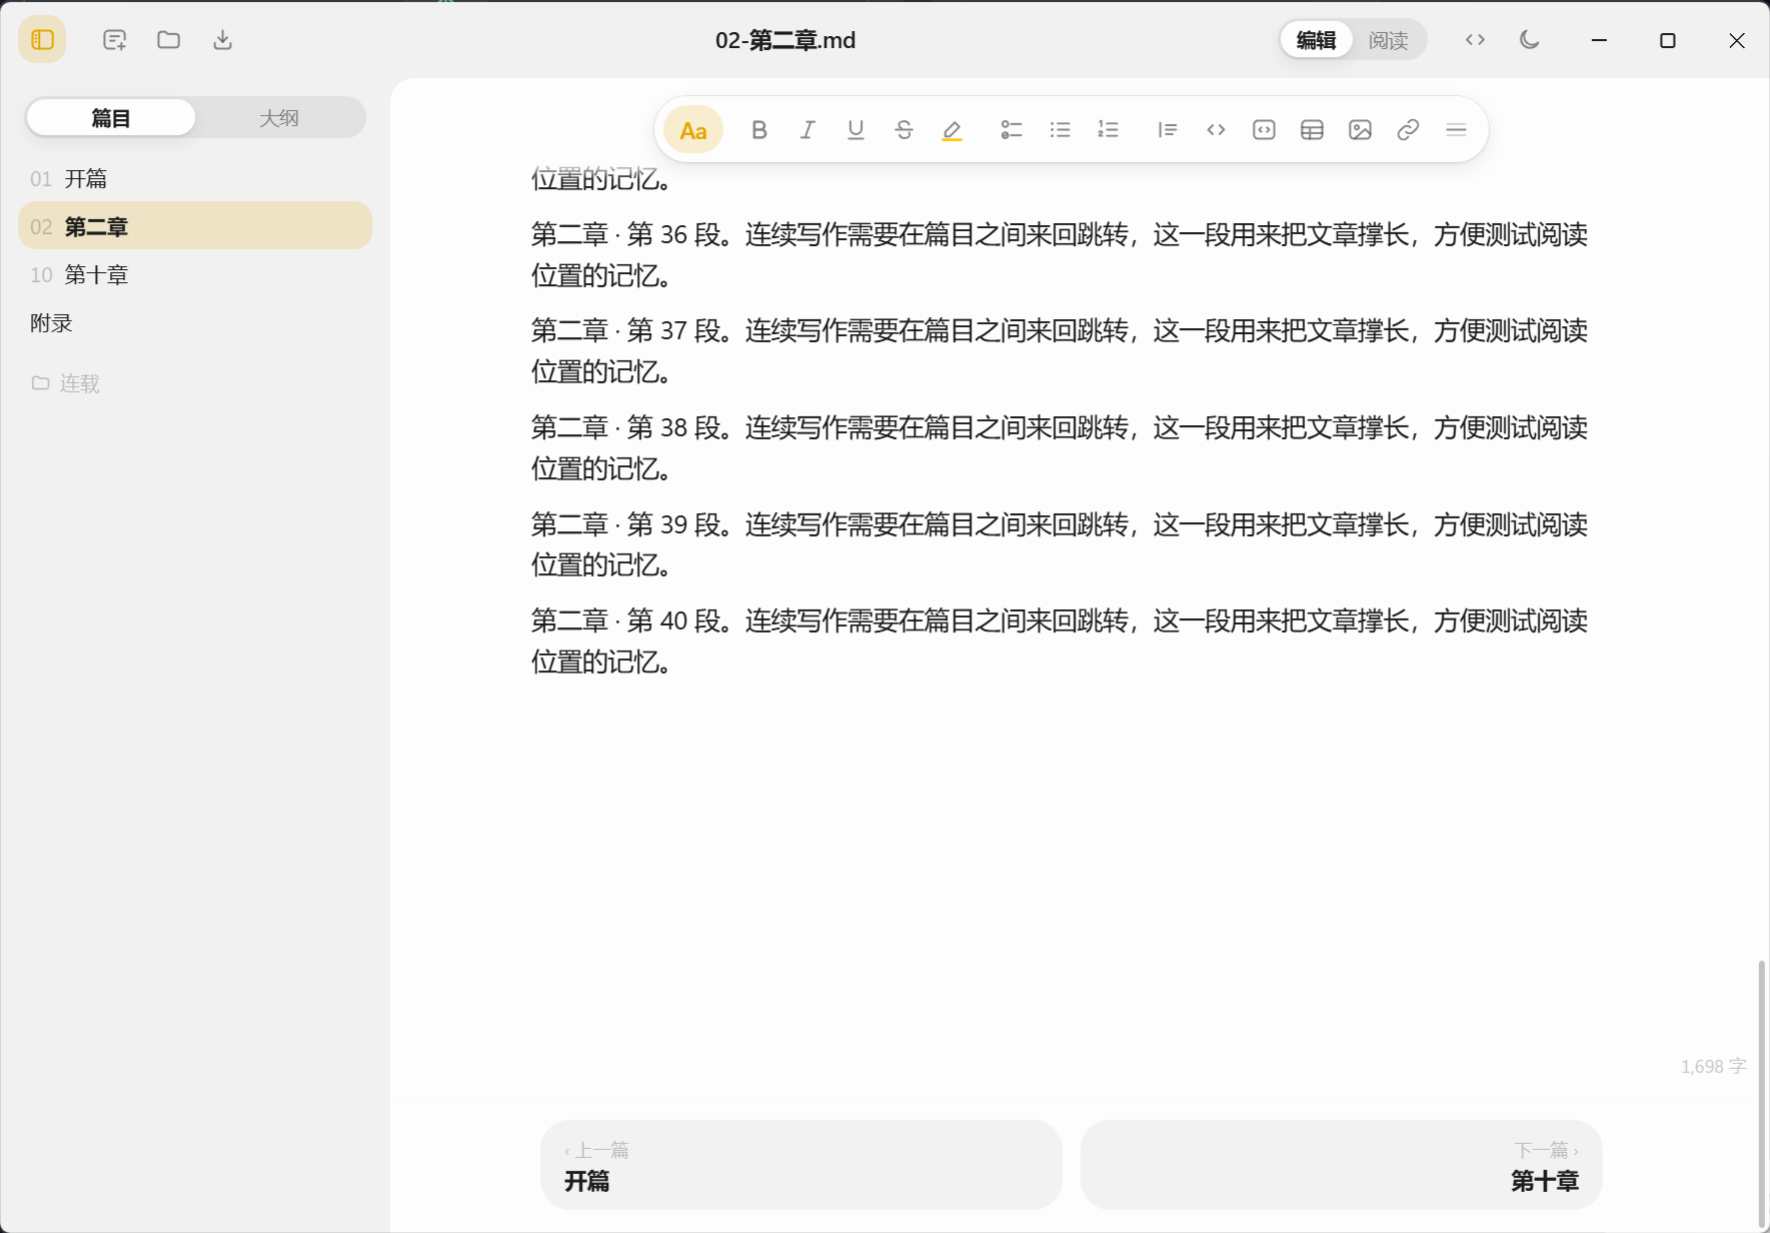 02-第二章.md
编辑
阅读
篇目
大纲
01 开篇
02 第二章
10 第十章
附录
连载
Aa
位置的记忆。
第二章 · 第 36 段。连续写作需要在篇目之间来回跳转，这一段用来把文章撑长，方便测试阅读
位置的记忆。
第二章 · 第 37 段。连续写作需要在篇目之间来回跳转，这一段用来把文章撑长，方便测试阅读
位置的记忆。
第二章 · 第 38 段。连续写作需要在篇目之间来回跳转，这一段用来把文章撑长，方便测试阅读
位置的记忆。
第二章 · 第 39 段。连续写作需要在篇目之间来回跳转，这一段用来把文章撑长，方便测试阅读
位置的记忆。
第二章 · 第 40 段。连续写作需要在篇目之间来回跳转，这一段用来把文章撑长，方便测试阅读
位置的记忆。
1,698 字
‹ 上一篇
开篇
下一篇 ›
第十章